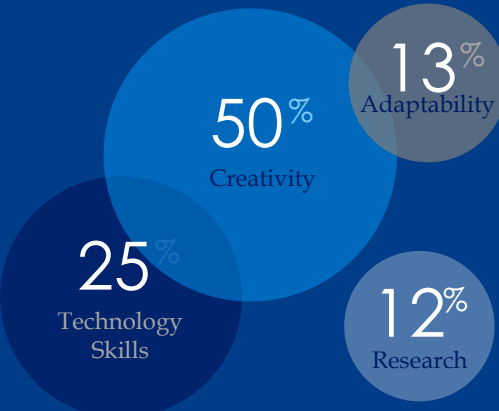 13%
Adaptability
50%
Creativity
25%
Technology
Skills
12%
Research